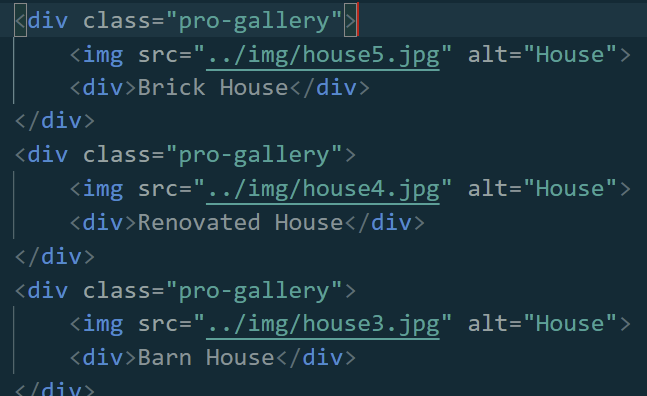 <div class="pro-gallery">
    <img src="../img/house5.jpg" alt="House">
    <div>Brick House</div>
</div>
<div class="pro-gallery">
    <img src="../img/house4.jpg" alt="House">
    <div>Renovated House</div>
</div>
<div class="pro-gallery">
    <img src="../img/house3.jpg" alt="House">
    <div>Barn House</div>
</div>